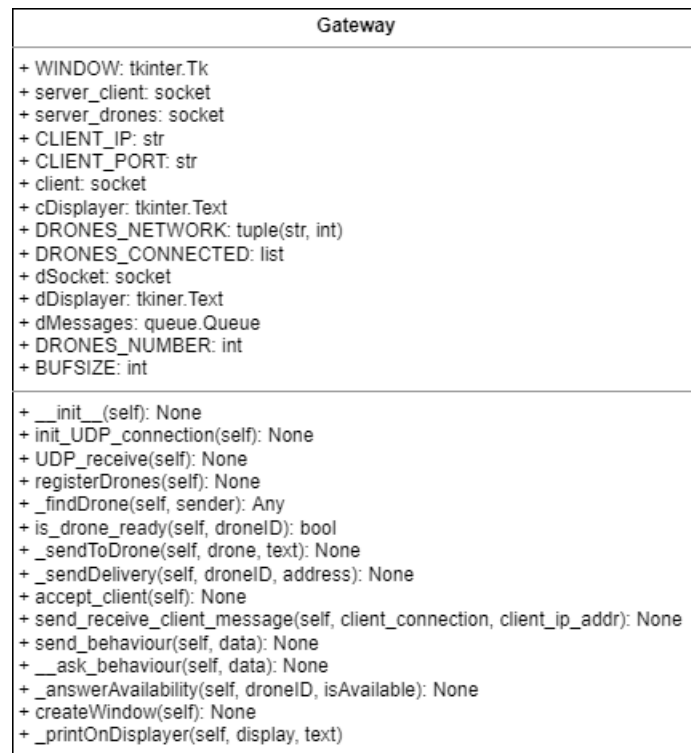 Gateway
+ WINDOW: tkinter.Tk
+ server_client: socket
+ server_drones: socket
+ CLIENT_IP: str
+ CLIENT_PORT: str
+ client: socket
+ cDisplayer: tkinter.Text
+ DRONES_NETWORK: tuple(str, int)
+ DRONES_CONNECTED: list
+ dSocket: socket
+ dDisplayer: tkiner.Text
+ dMessages: queue.Queue
+ DRONES_NUMBER: int
+ BUFSIZE: int
+ __init__(self): None
+ init_UDP_connection(self): None
+ UDP_receive(self): None
+ registerDrones(self): None
+ _findDrone(self, sender): Any
+ is_drone_ready(self, droneID): bool
+ _sendToDrone(self, drone, text): None
+ _sendDelivery(self, droneID, address): None
+ accept_client(self): None
+ send_receive_client_message(self, client_connection, client_ip_addr): None
+ send_behaviour(self, data): None
+ __ask_behaviour(self, data): None
+ _answerAvailability(self, droneID, isAvailable): None
+ createWindow(self): None
+ _printOnDisplayer(self, display, text)